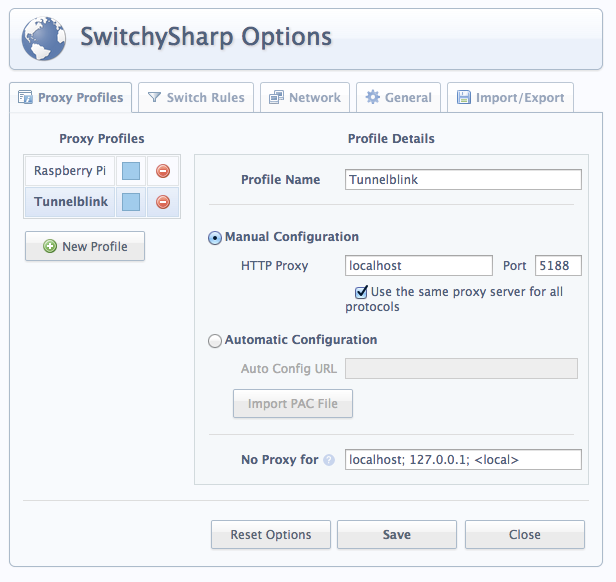 SwitchySharp Options
Proxy Profiles Switch Rules Network General Import/Export
Proxy Profiles
Raspberry Pi
Tunnelblink
New Profile
Profile Details
Profile Name Tunnelblink
Manual Configuration
HTTP Proxy localhost Port 5188
Use the same proxy server for all
protocols
Automatic Configuration
Auto Config URL
Import PAC File
No Proxy for ? localhost; 127.0.0.1; <local>
Reset Options Save Close